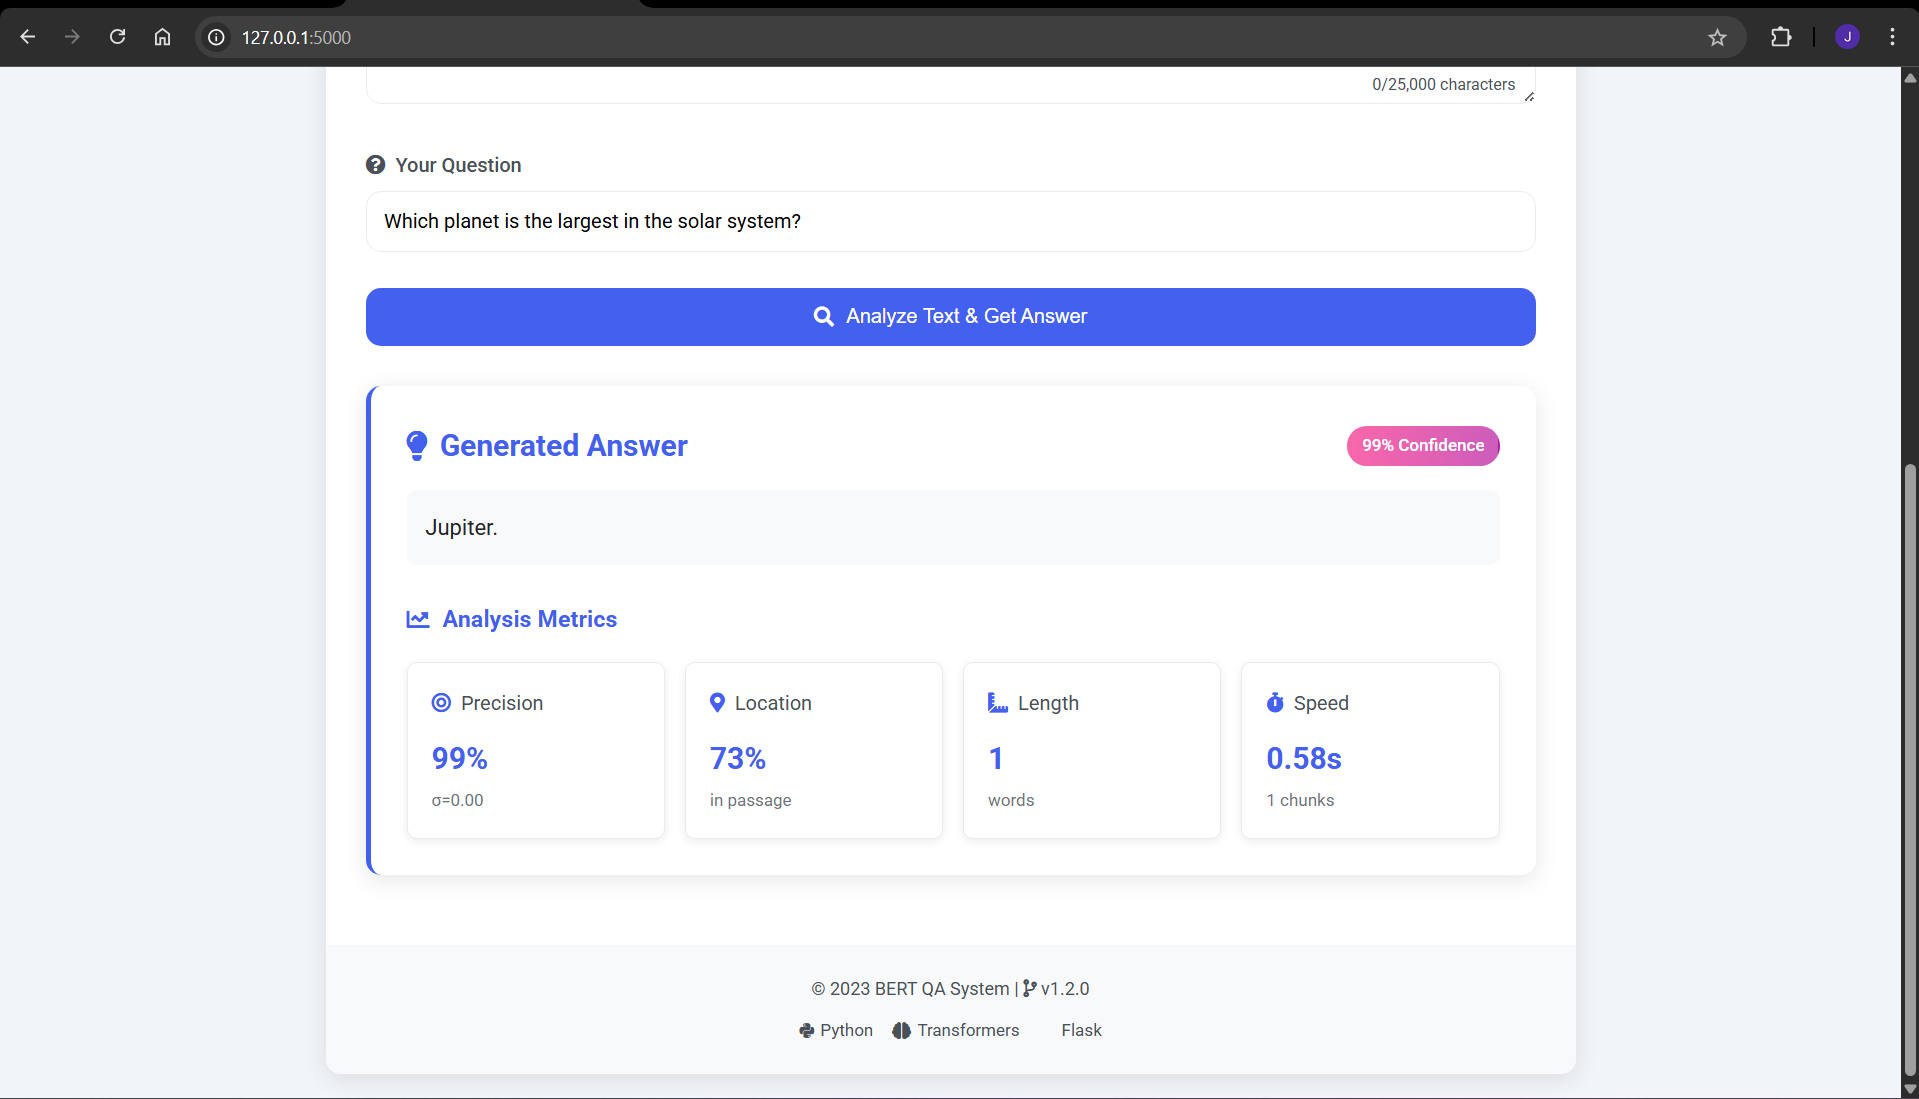 127.0.0.1:5000
J
0/25,000 characters
Your Question
Which planet is the largest in the solar system?
Analyze Text & Get Answer
Generated Answer
99% Confidence
Jupiter.
Analysis Metrics
Precision
99%
σ=0.00
Location
73%
in passage
Length
1
words
Speed
0.58s
1 chunks
© 2023 BERT QA System | v1.2.0
Python Transformers Flask